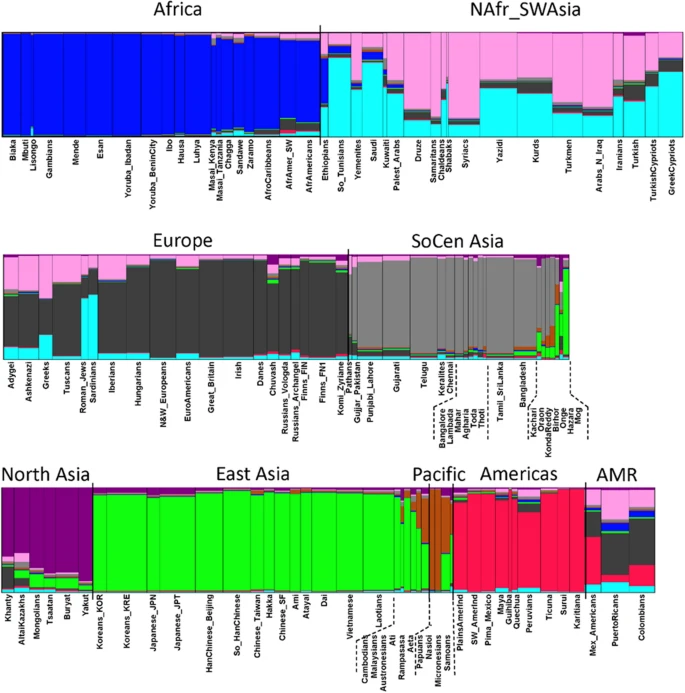 Africa
NAfr_SWAsia
Biaka
Mbuti
Lisongo
Gambians
Mende
Esan
Yoruba_Ibadan
Yoruba_BeninCity
Ibo
Hausa
Luhya
Masai_Kenya
Masai_Tanzania
Chagga
Sandawe
Zaramo
AfroCaribbeans
AfrAmer_SW
AfrAmericans
Ethiopians
So_Tunisians
Yemenites
Saudi
Kuwaiti
Palest_Arabs
Druze
Samaritans
Chaldeans
Shabaks
Syriacs
Yazidi
Kurds
Turkmen
Arabs_N_Iraq
Iranians
Turkish
TurkishCypriots
GreekCypriots
Europe
SoCen Asia
Adygei
Ashkenazi
Greeks
Tuscans
Roman_Jews
Sardinians
Iberians
Hungarians
N&W_Europeans
EuroAmericans
Great_Britain
Irish
Danes
Chuvash
Russians_Vologda
Russians_Archangel
Finns_FIN
Finns_FN1
Komi_Zyriane
Pathans
Gujjar_Pakistan
Punjabi_Lahore
Gujarati
Telugu
Keralites
Chennai
Bangalore
Lambada
Mahar
Agharia
Toda
Thoti
Tamil_SriLanka
Bangladesh
Kachari
Oraon
KondaReddy
Birhor
Onge
Hazara
Mog
North Asia
East Asia
Pacific
Americas
AMR
Khanty
AltaiKazakhs
Mongolians
Tsaatan
Buryat
Yakut
Koreans_KOR
Koreans_KRE
Japanese_JPN
Japanese_JPT
HanChinese_Beijing
So_HanChinese
Chinese_Taiwan
Hakka
Chinese_SF
Ami
Atayal
Dai
Vietnamese
Cambodians
Laotians
Malaysians
Austronesians
Ati
Rampasasa
Aeta
Papuans
Nasioi
Micronesians
Samoans
PlainsAmerInd
SW_AmerInd
Pima_Mexico
Maya
Guihiba
Quechua
Peruvians
Ticuna
Surui
Karitiana
Mex_Americans
PuertoRicans
Colombians